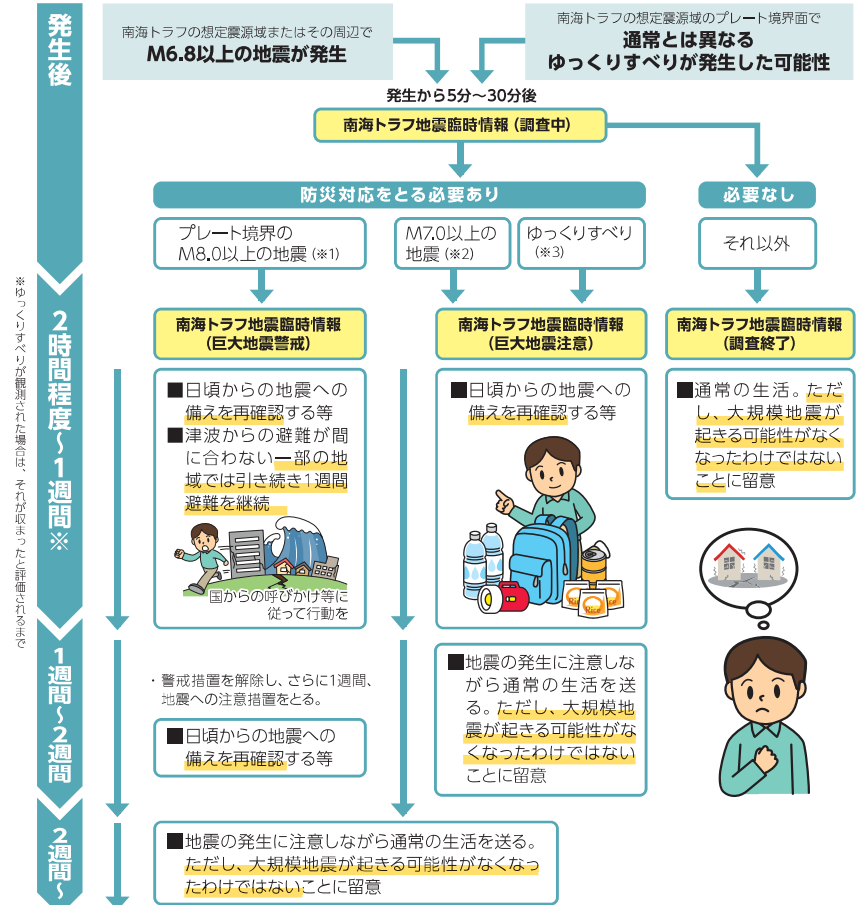 発生後
南海トラフの想定震源域またはその周辺で
M6.8以上の地震が発生
南海トラフの想定震源域のプレート境界面で
通常とは異なる
ゆっくりすべりが発生した可能性
発生から5分~30分後
南海トラフ地震臨時情報(調査中)
防災対応をとる必要あり
必要なし
プレート境界の
M8.0以上の地震(※1)
M7.0以上の
地震(※2)
ゆっくりすべり
(※3)
それ以外
2時間程度~1週間※
※ゆっくりすべりが観測された場合は、それが収まったと評価されるまで
南海トラフ地震臨時情報
(巨大地震警戒)
南海トラフ地震臨時情報
(巨大地震注意)
南海トラフ地震臨時情報
(調査終了)
■日頃からの地震への
備えを再確認する等
■津波からの避難が間
に合わない一部の地
域では引き続き1週間
避難を継続
国からの呼びかけ等に
従って行動を
■日頃からの地震への
備えを再確認する等
Rice
Rice
Rice
■通常の生活。ただ
し、大規模地震が
起きる可能性がなく
なったわけではない
ことに留意
1週間~2週間
・警戒措置を解除し、さらに1週間、
地震への注意措置をとる。
■日頃からの地震への
備えを再確認する等
■地震の発生に注意しな
がら通常の生活を送
る。ただし、大規模地
震が起きる可能性がな
くなったわけではない
ことに留意
2週間~
■地震の発生に注意しながら通常の生活を送る。
ただし、大規模地震が起きる可能性がなくなっ
たわけではないことに留意